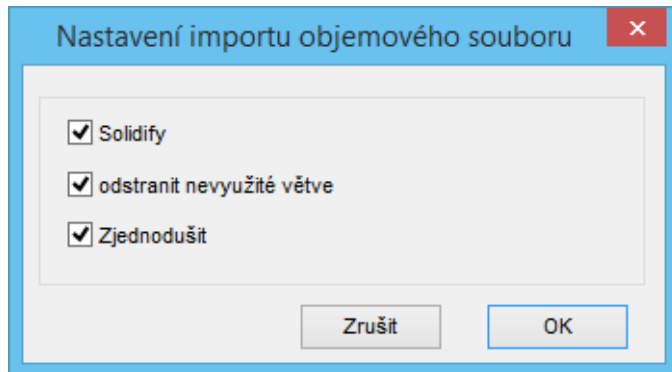 Nastavení importu objemového souboru
Solidify
odstranit nevyužité větve
Zjednodušit
Zrušit OK